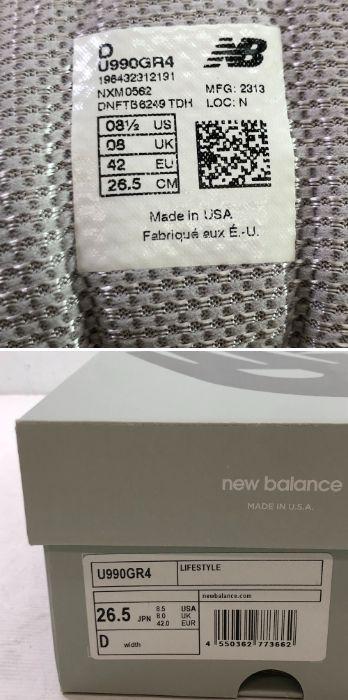 D
U990GR4
196432312191
NXM0562
DNFTB6249 TDH
NB
MFG: 2313
LOC: N
08½ US
08 UK
42 EU
26.5 CM
Made in USA
Fabriqué aux É.-U.
new balance
MADE IN U.S.A.
U990GR4 LIFESTYLE
newbalance.com
26.5 JPN
8.5 USA
8.0 UK
42.0 EUR
D width
4 550362 773662